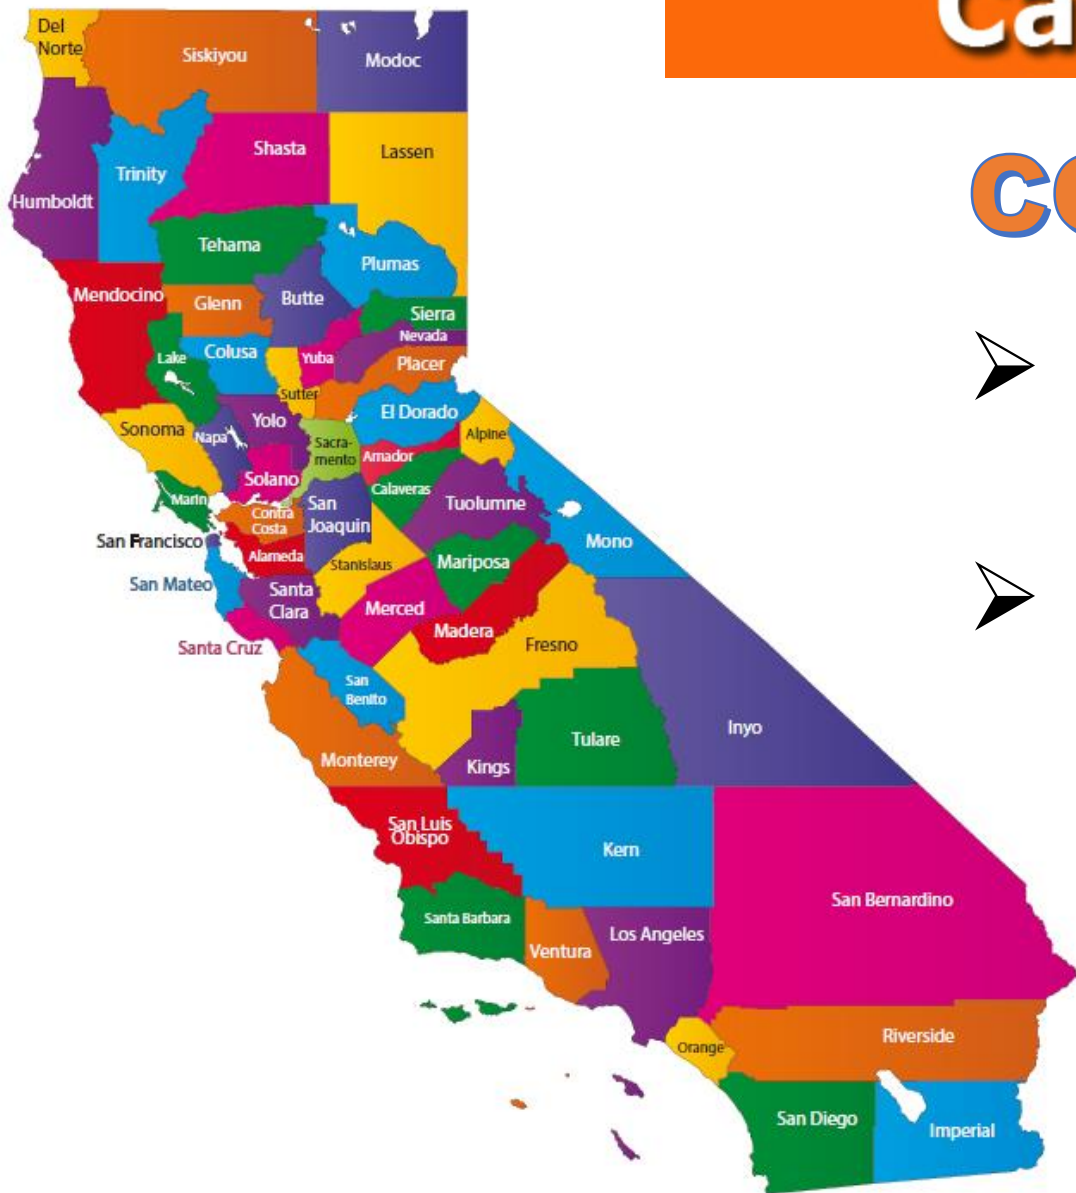 Ca
CO
Del
Norte
Siskiyou
Modoc
Shasta
Lassen
Trinity
Humboldt
Tehama
Plumas
Mendocino
Glenn
Butte
Sierra
Nevada
Lake
Colusa
Yuba
Placer
Sutter
El Dorado
Sonoma
Napa
Yolo
Sacra-
mento
Alpine
Amador
Solano
Calaveras
Marin
Contra
Costa
San
Joaquin
Tuolumne
San Francisco
Alameda
Stanislaus
Mono
Mariposa
San Mateo
Santa
Clara
Merced
Madera
Santa Cruz
Fresno
San
Benito
Inyo
Tulare
Monterey
Kings
San Luis
Obispo
Kern
San Bernardino
Santa Barbara
Ventura
Los Angeles
Orange
Riverside
San Diego
Imperial